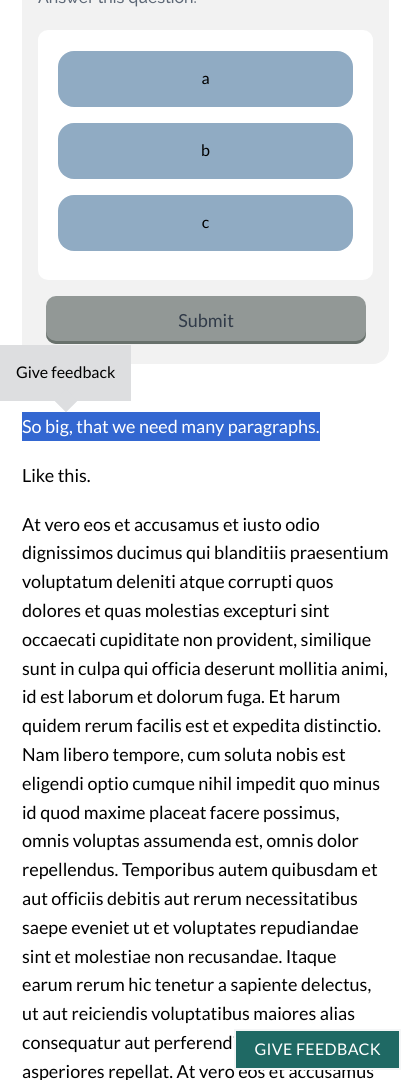 Answer this question.
a
b
c
Submit
Give feedback
So big, that we need many paragraphs.
Like this.
At vero eos et accusamus et iusto odio
dignissimos ducimus qui blanditiis praesentium
voluptatum deleniti atque corrupti quos
dolores et quas molestias excepturi sint
occaecati cupiditate non provident, similique
sunt in culpa qui officia deserunt mollitia animi,
id est laborum et dolorum fuga. Et harum
quidem rerum facilis est et expedita distinctio.
Nam libero tempore, cum soluta nobis est
eligendi optio cumque nihil impedit quo minus
id quod maxime placeat facere possimus,
omnis voluptas assumenda est, omnis dolor
repellendus. Temporibus autem quibusdam et
aut officiis debitis aut rerum necessitatibus
saepe eveniet ut et voluptates repudiandae
sint et molestiae non recusandae. Itaque
earum rerum hic tenetur a sapiente delectus,
ut aut reiciendis voluptatibus maiores alias
consequatur aut perferend
GIVE FEEDBACK
asperiores repellat. At vero eos et accusamus